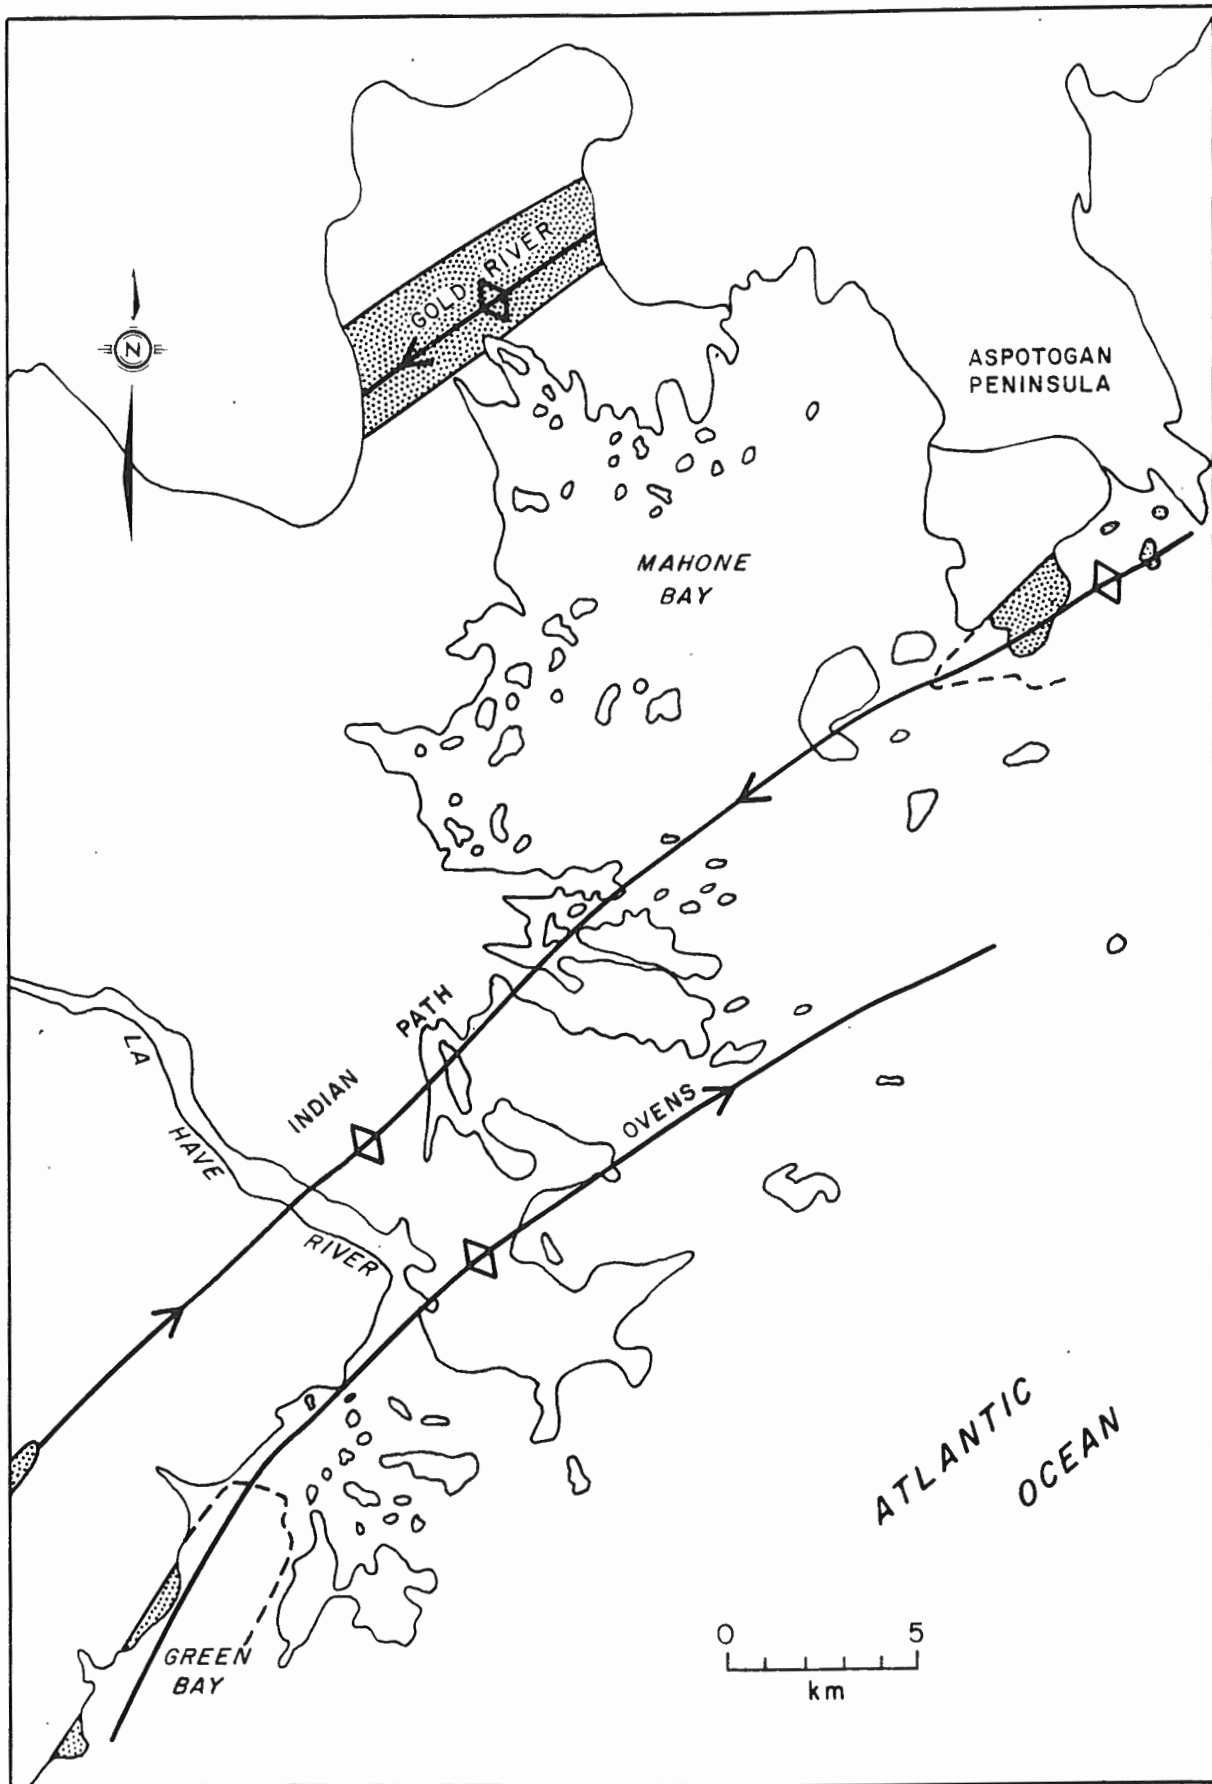 GOLD RIVER
N
ASPOTOGAN
PENINSULA
MAHONE
BAY
INDIAN PATH
LA HAVE RIVER
OVENS
ATLANTIC
OCEAN
GREEN
BAY
0 5
km